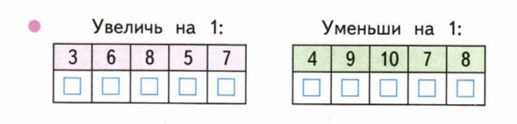 Увеличь на 1:
3 6 8 5 7
Уменьши на 1:
4 9 10 7 8